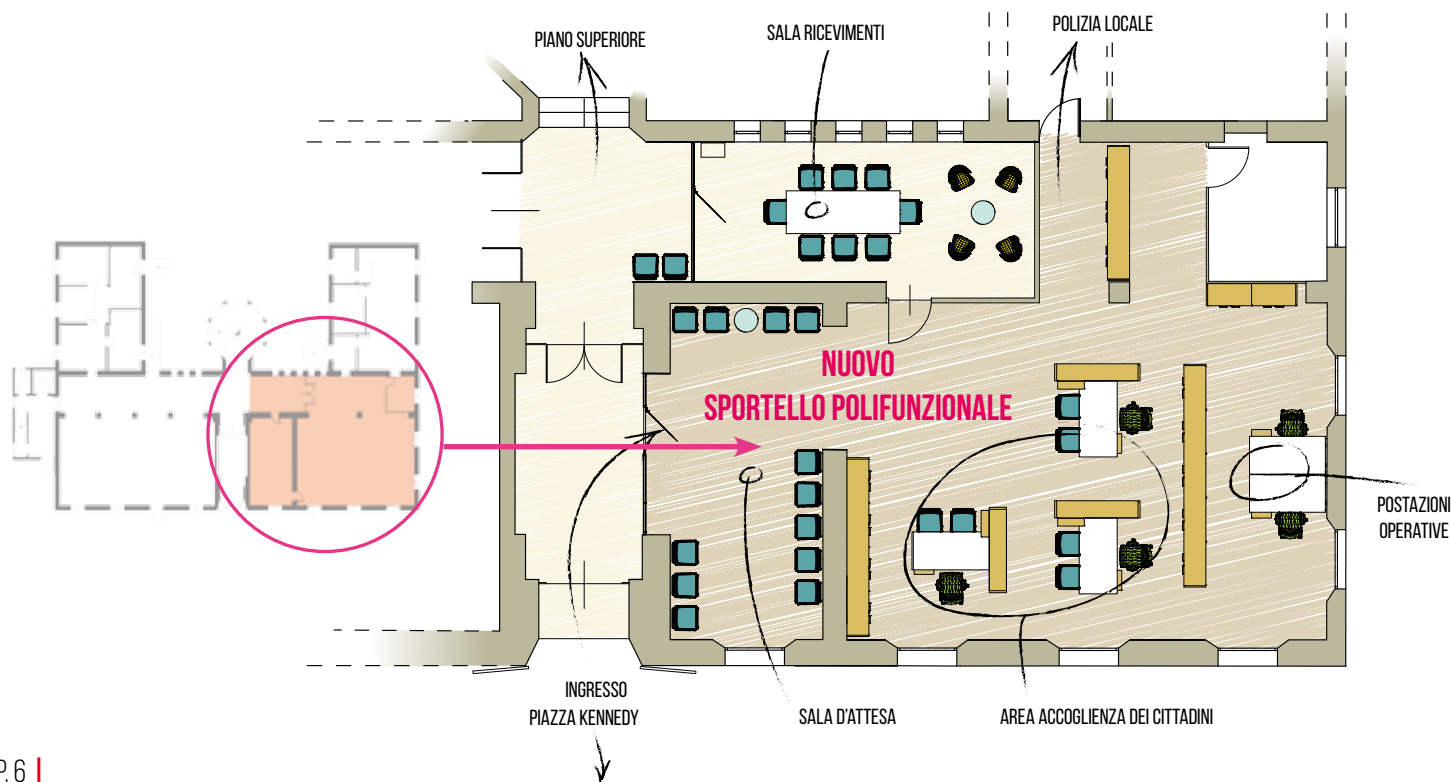 PIANO SUPERIORE
SALA RICEVIMENTI
POLIZIA LOCALE
NUOVO
SPORTELLO POLIFUNZIONALE
POSTAZIONI
OPERATIVE
INGRESSO
PIAZZA KENNEDY
SALA D'ATTESA
AREA ACCOGLIENZA DEI CITTADINI
P. 6 |